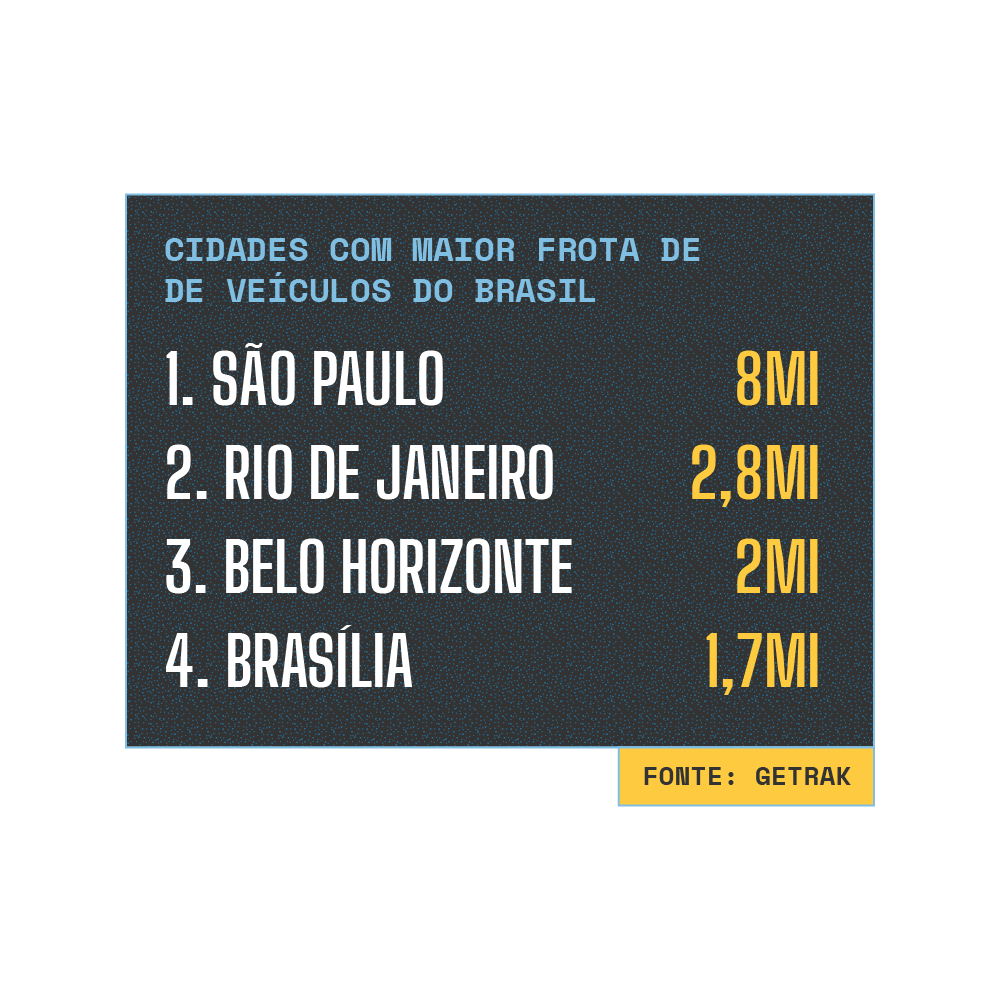 CIDADES COM MAIOR FROTA DE
DE VEÍCULOS DO BRASIL
1. SÃO PAULO 8MI
2. RIO DE JANEIRO 2,8MI
3. BELO HORIZONTE 2MI
4. BRASÍLIA 1,7MI
FONTE: GETRAK